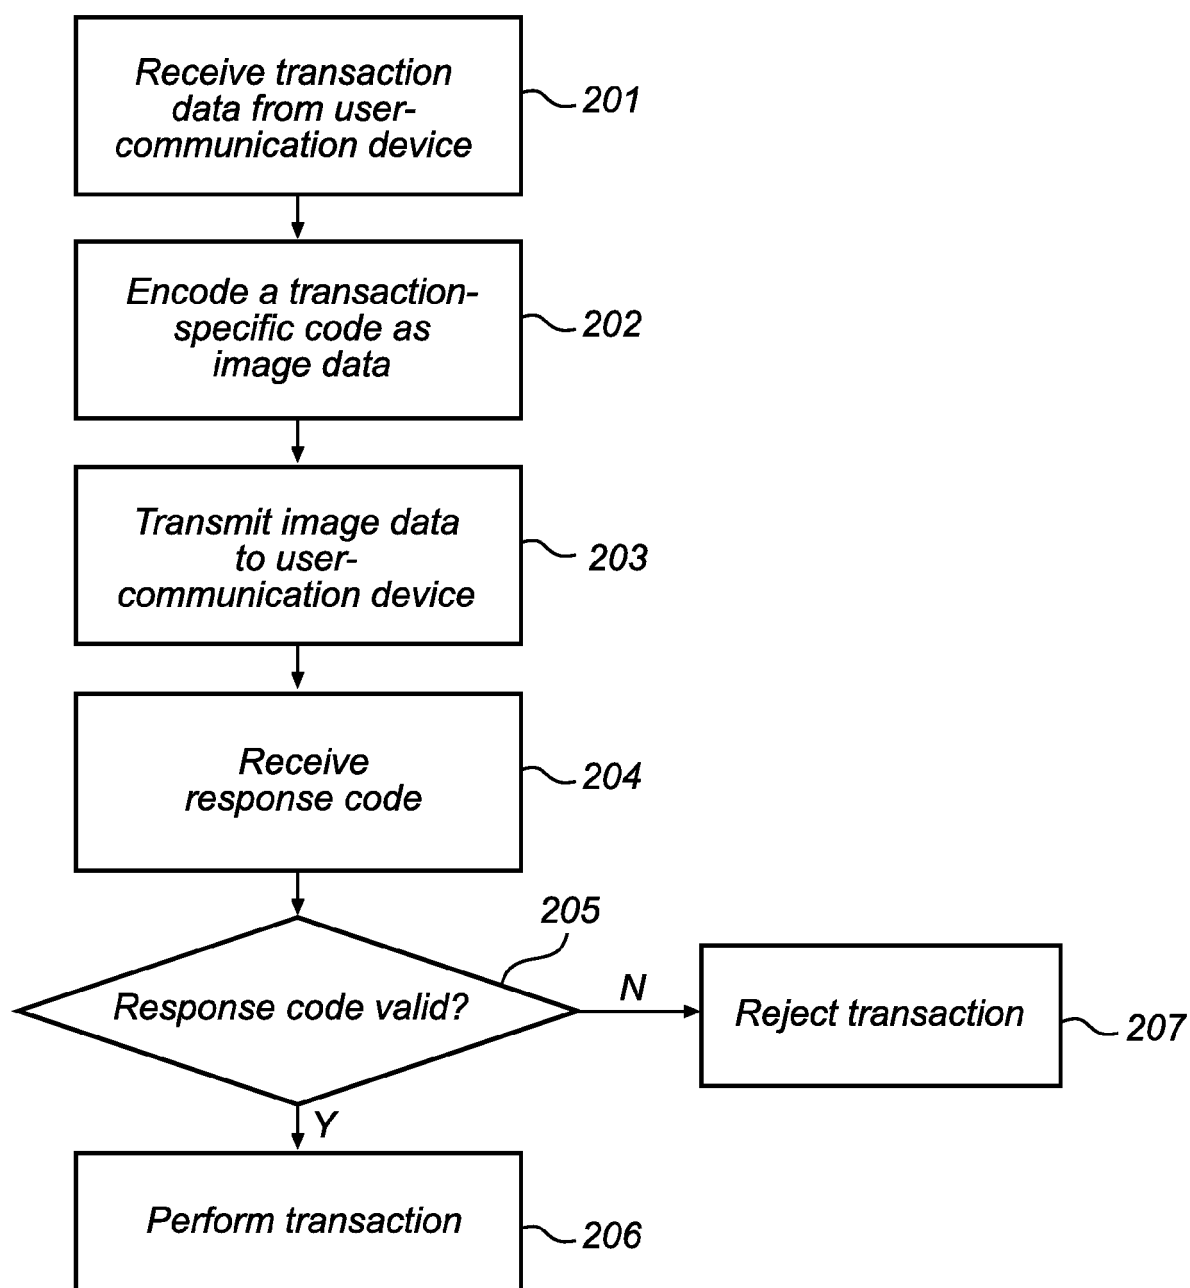 Receive transaction
data from user-
communication device
201
Encode a transaction-
specific code as
image data
202
Transmit image data
to user-
communication device
203
Receive
response code
204
205
Response code valid?
N
Reject transaction
207
Y
Perform transaction
206